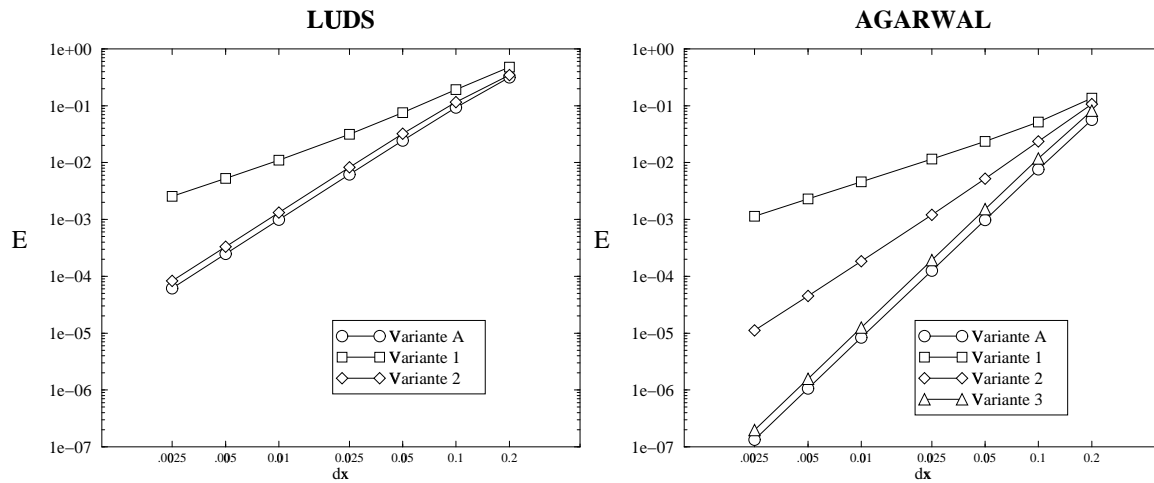 LUDS
1e+00
1e-01
1e-02
1e-03
1e-04
1e-05
1e-06
1e-07
E
.0025
.005
0.01
0.025
0.05
0.1
0.2
dx
Variante A
Variante 1
Variante 2
AGARWAL
1e+00
1e-01
1e-02
1e-03
1e-04
1e-05
1e-06
1e-07
E
.0025
.005
0.01
0.025
0.05
0.1
0.2
dx
Variante A
Variante 1
Variante 2
Variante 3